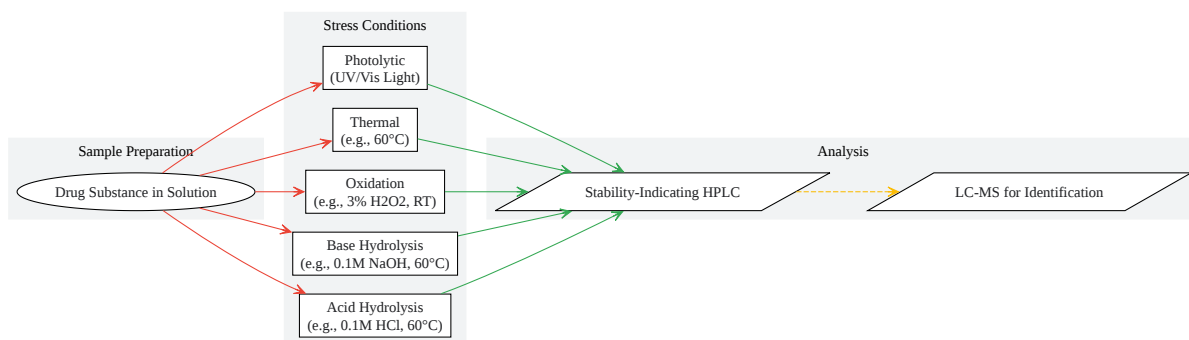 Stress Conditions
Photolytic
(UV/Vis Light)
Thermal
(e.g., 60°C)
Sample Preparation
Analysis
Drug Substance in Solution
Oxidation
(e.g., 3% H2O2, RT)
Stability-Indicating HPLC
LC-MS for Identification
Base Hydrolysis
(e.g., 0.1M NaOH, 60°C)
Acid Hydrolysis
(e.g., 0.1M HCl, 60°C)